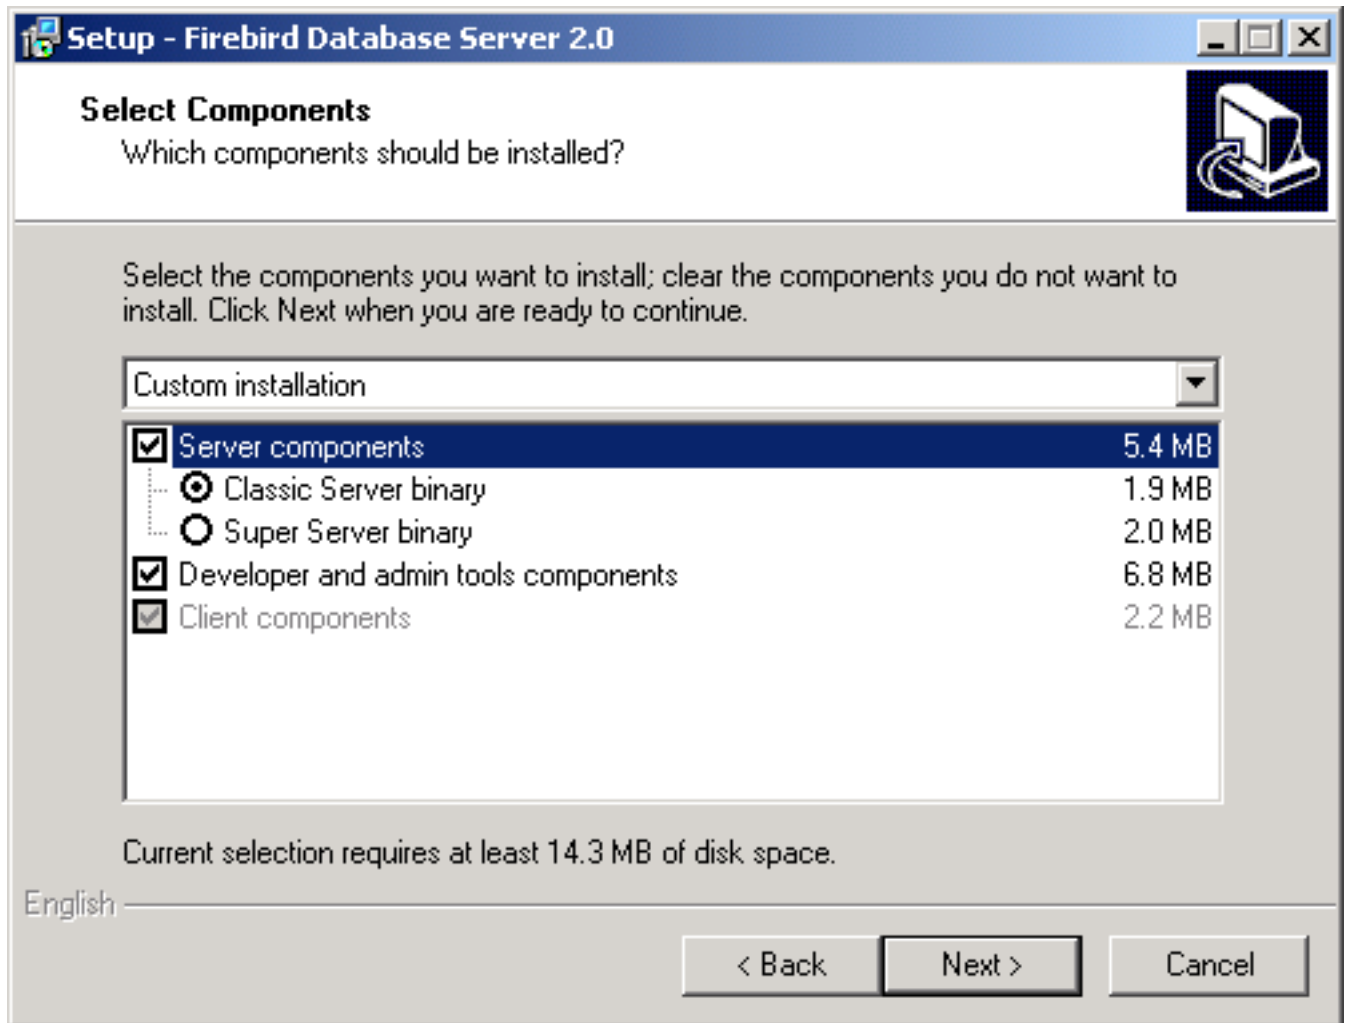 Setup - Firebird Database Server 2.0
Select Components
Which components should be installed?
Select the components you want to install; clear the components you do not want to
install. Click Next when you are ready to continue.
Custom installation
Server components 5.4 MB
Classic Server binary 1.9 MB
Super Server binary 2.0 MB
Developer and admin tools components 6.8 MB
Client components 2.2 MB
Current selection requires at least 14.3 MB of disk space.
English
< Back Next > Cancel